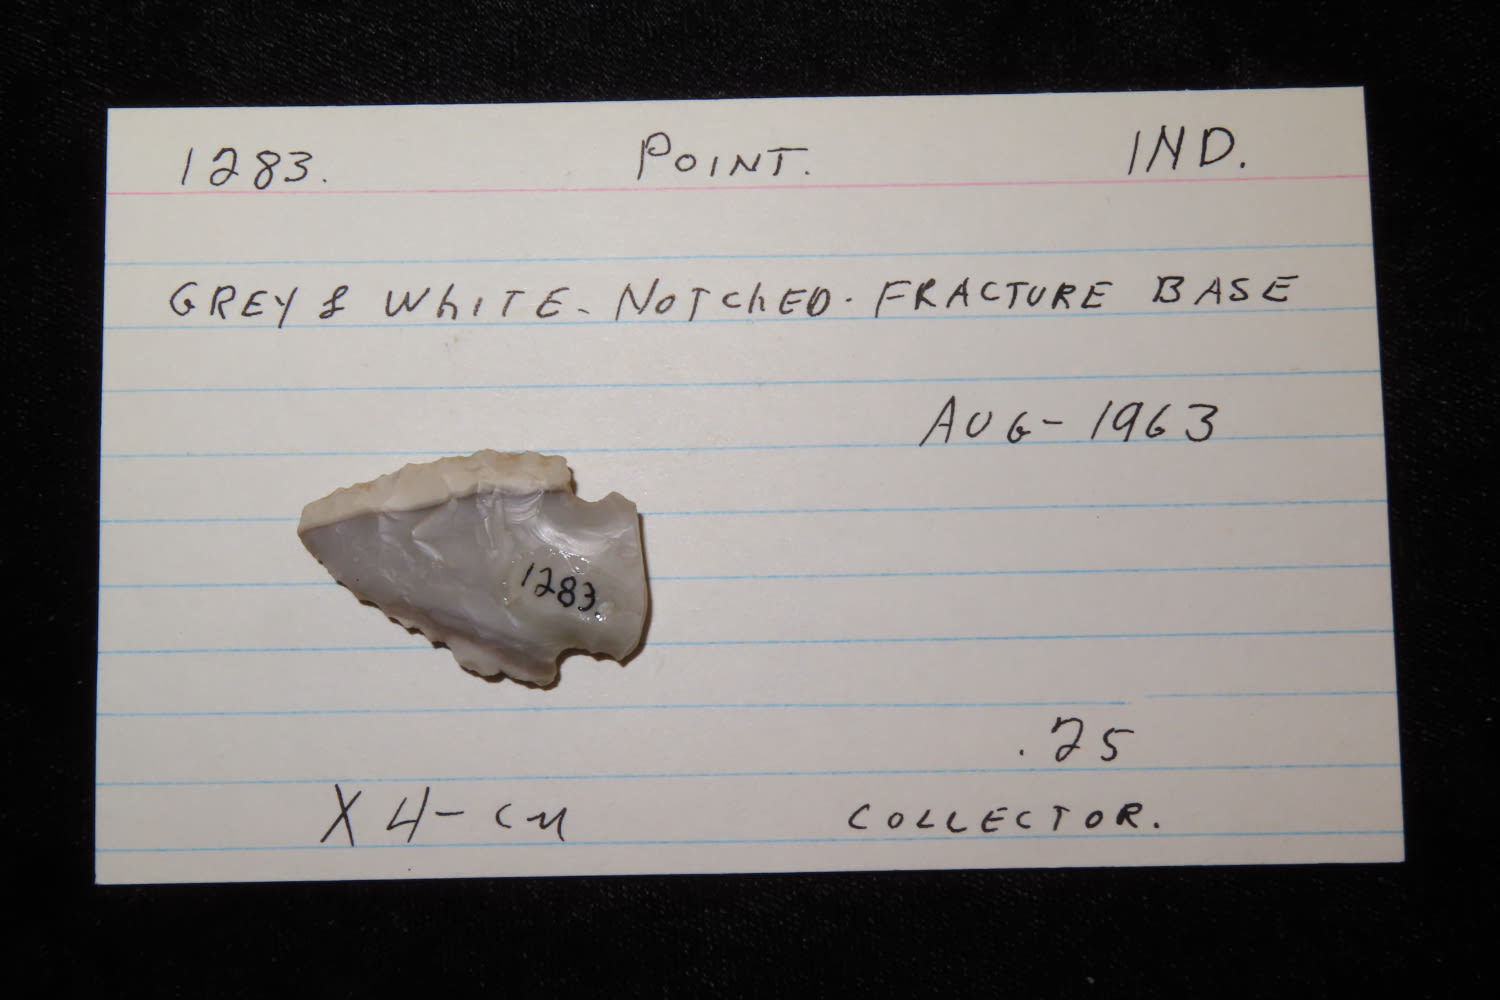 1283. POINT. IND.
GREY & WHITE - NOTCHED. FRACTURE BASE
AUG - 1963
1283.
.25
X 4 - cm COLLECTOR.